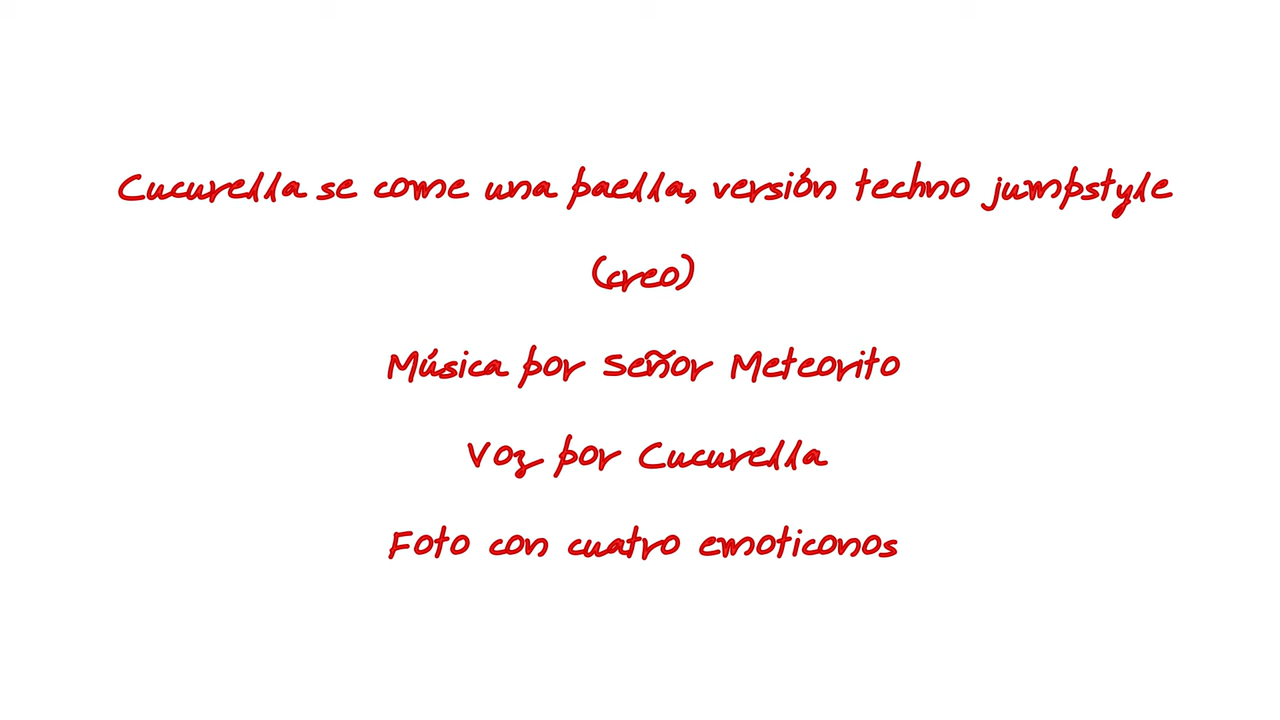 Cucurella se come una paella, versión techno jumpstyle
(creo)
Música por Señor Meteorito
Voz por Cucurella
Foto con cuatro emoticonos